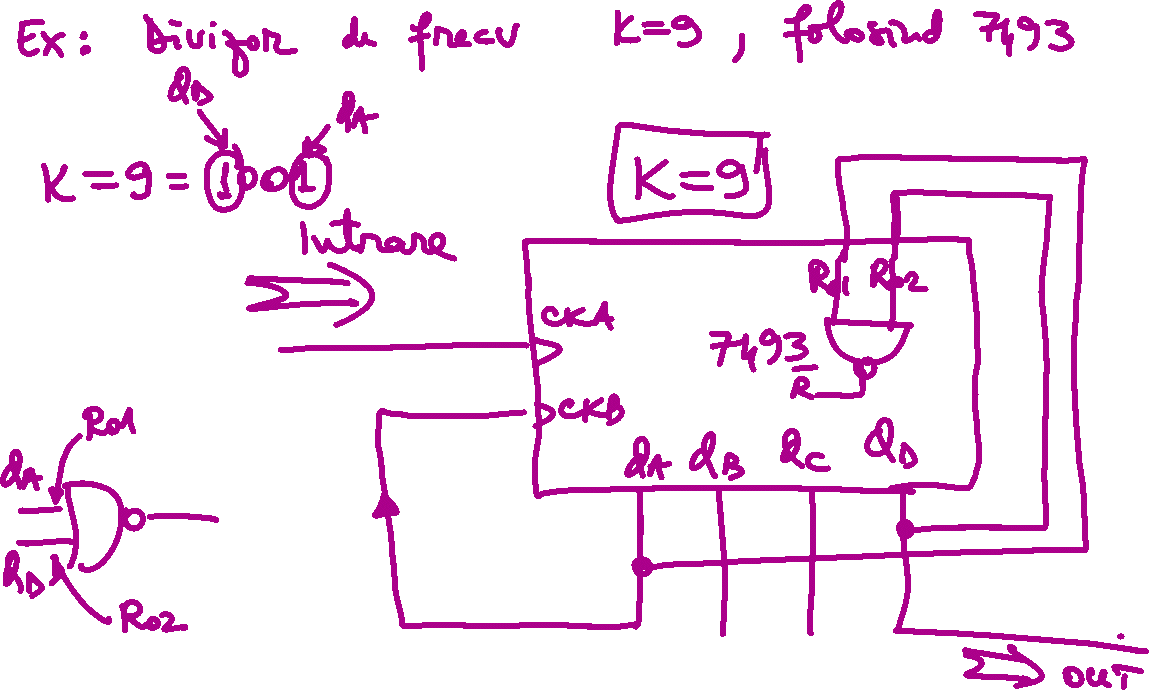 Ex: Divizor de frecv K=9, folosind 7493
QD
QA
K=9=1001
K=9
Intrare
R01 R02
CKA
7493
R
CKB
QA QB QC QD
R01
QA
QD
R02
OUT